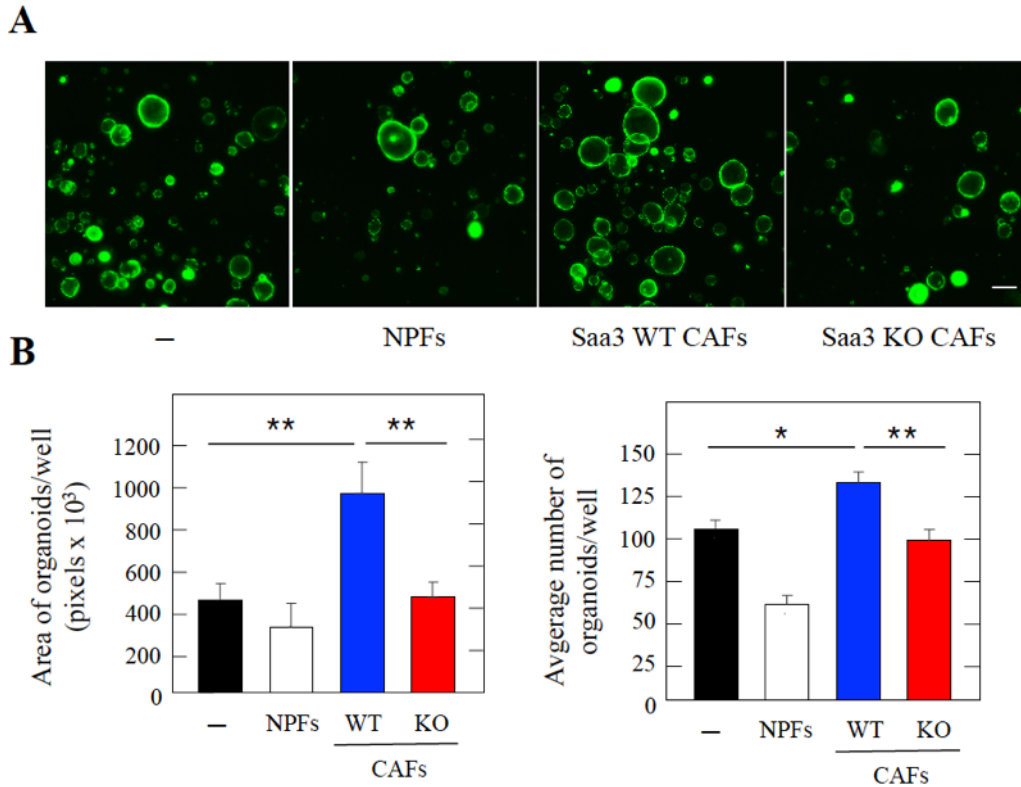 A
–
NPFs
Saa3 WT CAFs
Saa3 KO CAFs
B
Area of organoids/well
(pixels x 10³)
1200
1000
800
600
400
200
0
**
**
–
NPFs
WT
KO
CAFs
Avgerage number of
organoids/well
150
125
100
75
50
25
0
*
**
–
NPFs
WT
KO
CAFs